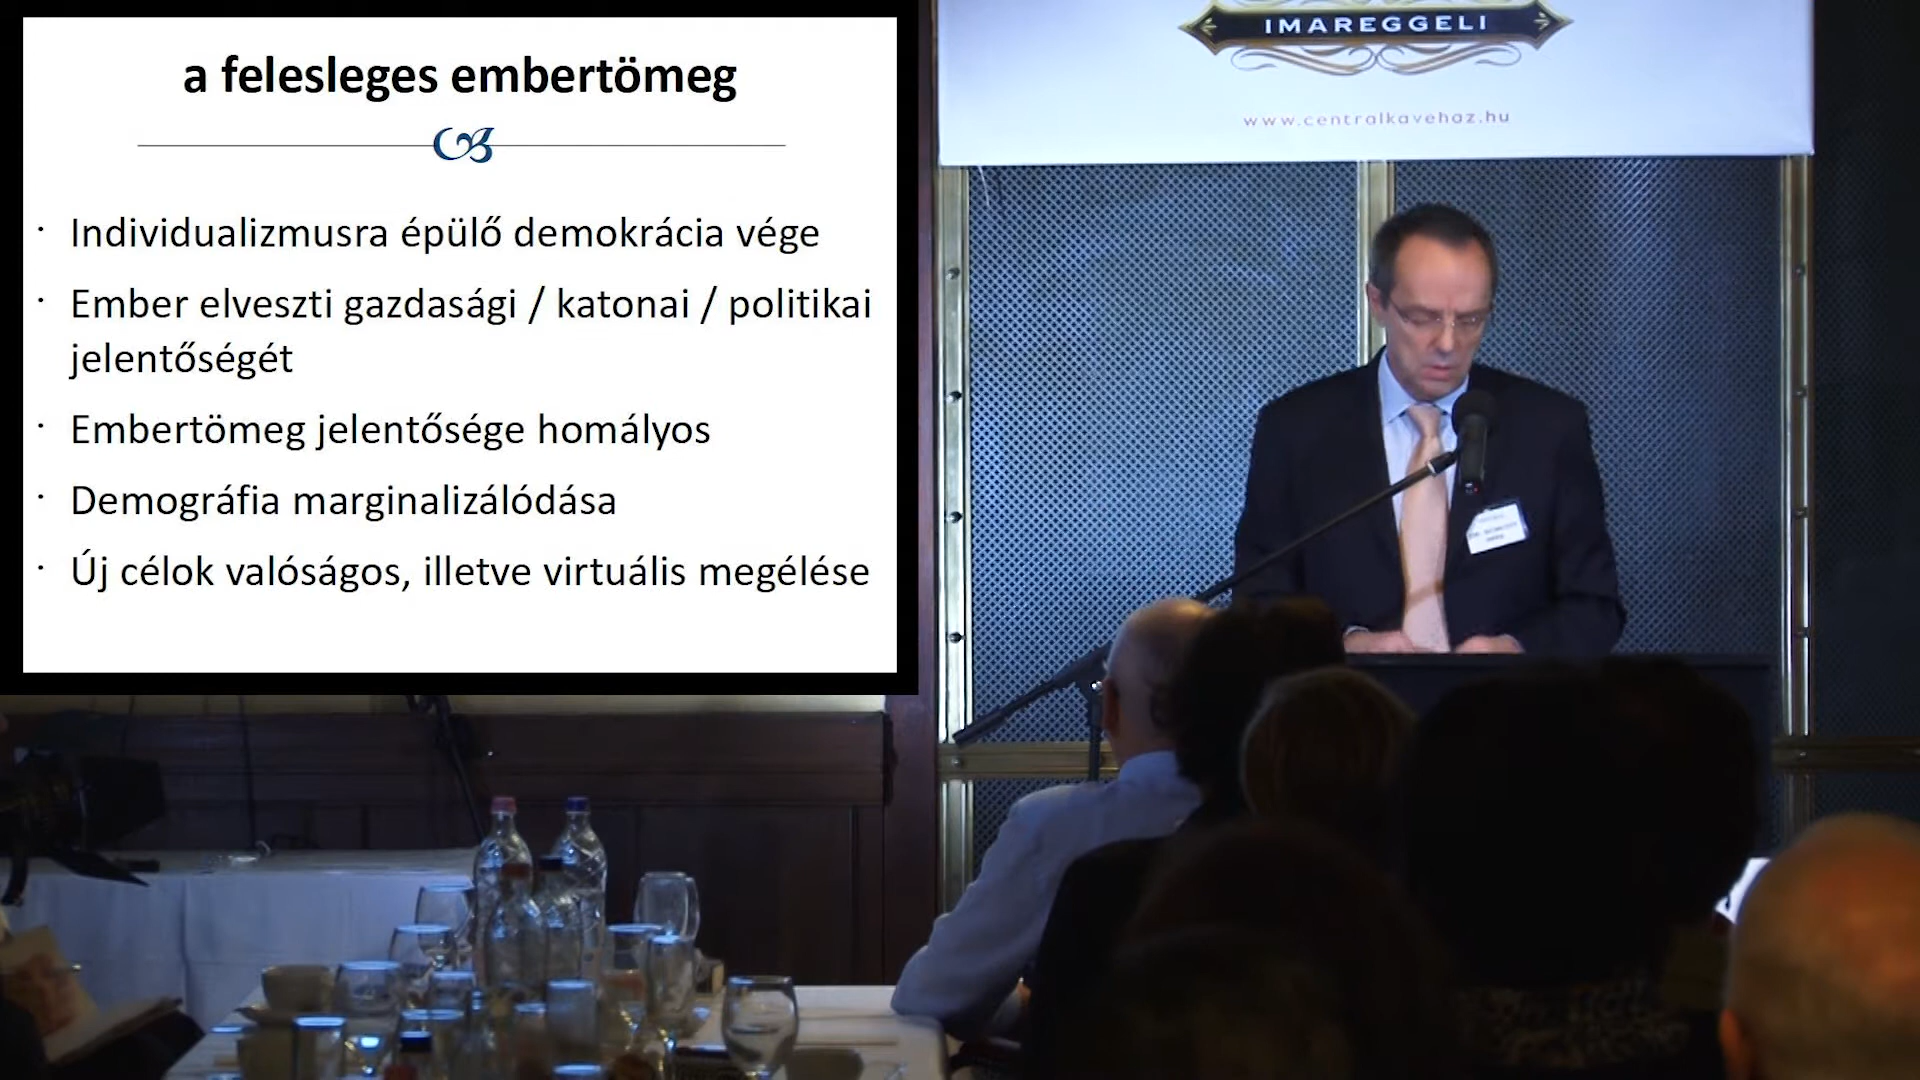 a felesleges embertömeg
· Individualizmusra épülő demokrácia vége
· Ember elveszti gazdasági / katonai / politikai
jelentőségét
· Embertömeg jelentősége homályos
· Demográfia marginalizálódása
· Új célok valóságos, illetve virtuális megélése
IMAREGGELI
www.centralkavehaz.hu